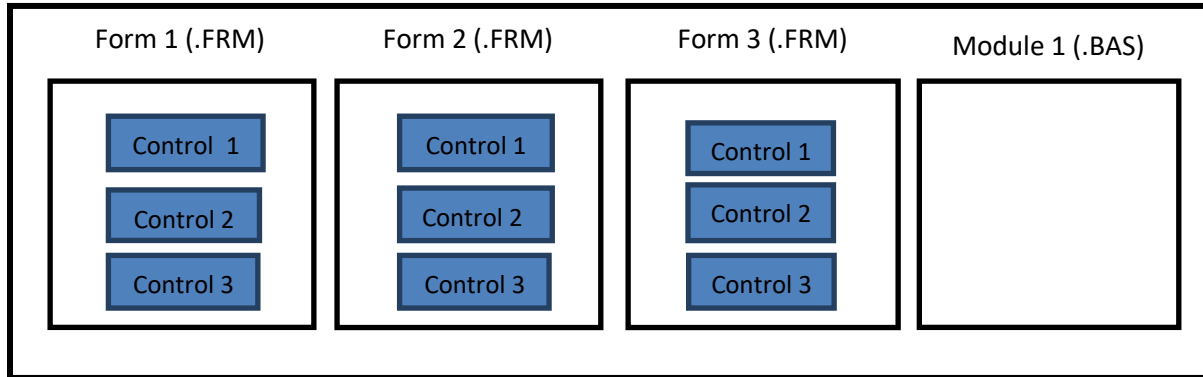 Form 1 (.FRM)
Form 2 (.FRM)
Form 3 (.FRM)
Module 1 (.BAS)
Control  1
Control 2
Control 3
Control 1
Control 2
Control 3
Control 1
Control 2
Control 3